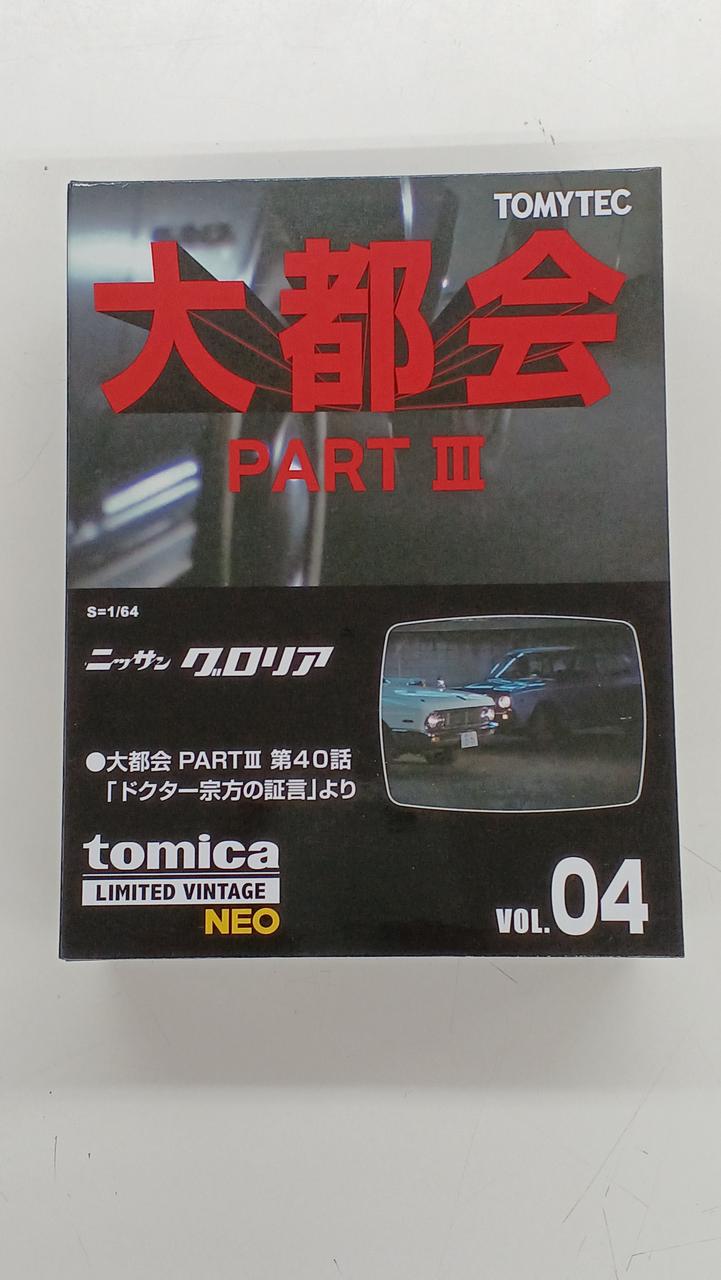 TOMYTEC
大都会
PART III
S=1/64
ニッサン グロリア
●大都会 PARTⅢ 第40話
「ドクター宗方の証言」より
tomica
LIMITED VINTAGE
NEO
VOL.04